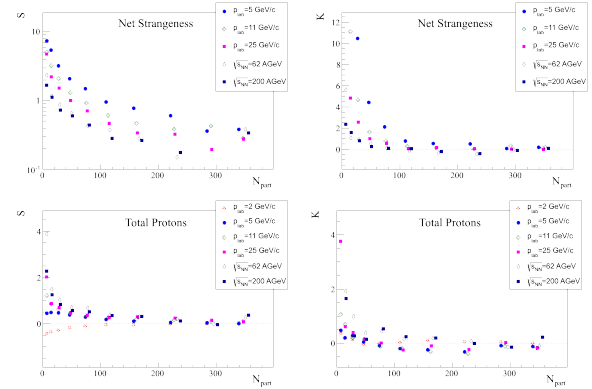 S
Net Strangeness
p_lab=5 GeV/c
p_lab=11 GeV/c
p_lab=25 GeV/c
√s_NN=62 AGeV
√s_NN=200 AGeV
10
1
10^-1
0 100 200 300
N_part
K
Net Strangeness
p_lab=5 GeV/c
p_lab=11 GeV/c
p_lab=25 GeV/c
√s_NN=62 AGeV
√s_NN=200 AGeV
12
10
8
6
4
2
0
0 100 200 300
N_part
S
Total Protons
p_lab=2 GeV/c
p_lab=5 GeV/c
p_lab=11 GeV/c
p_lab=25 GeV/c
√s_NN=62 AGeV
√s_NN=200 AGeV
4
2
0
0 100 200 300
N_part
K
Total Protons
p_lab=2 GeV/c
p_lab=5 GeV/c
p_lab=11 GeV/c
p_lab=25 GeV/c
√s_NN=62 AGeV
√s_NN=200 AGeV
4
2
0
0 100 200 300
N_part